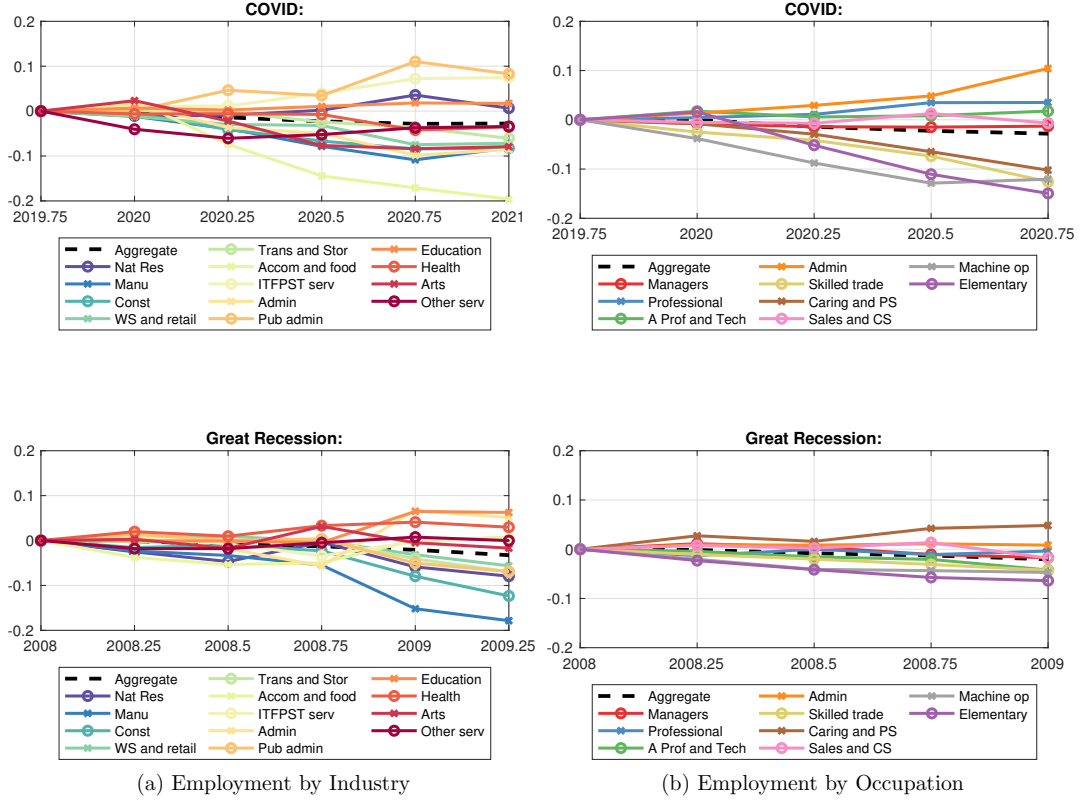 COVID:
0.2
0.1
0
-0.1
-0.2
2019.75 2020 2020.25 2020.5 2020.75 2021
Aggregate
Nat Res
Manu
Const
WS and retail
Trans and Stor
Accom and food
ITFPST serv
Admin
Pub admin
Education
Health
Arts
Other serv
COVID:
0.2
0.1
0
-0.1
-0.2
2019.75 2020 2020.25 2020.5 2020.75
Aggregate
Managers
Professional
A Prof and Tech
Admin
Skilled trade
Caring and PS
Sales and CS
Machine op
Elementary
Great Recession:
0.2
0.1
0
-0.1
-0.2
2008 2008.25 2008.5 2008.75 2009 2009.25
Aggregate
Nat Res
Manu
Const
WS and retail
Trans and Stor
Accom and food
ITFPST serv
Admin
Pub admin
Education
Health
Arts
Other serv
(a) Employment by Industry
Great Recession:
0.2
0.1
0
-0.1
-0.2
2008 2008.25 2008.5 2008.75 2009
Aggregate
Managers
Professional
A Prof and Tech
Admin
Skilled trade
Caring and PS
Sales and CS
Machine op
Elementary
(b) Employment by Occupation